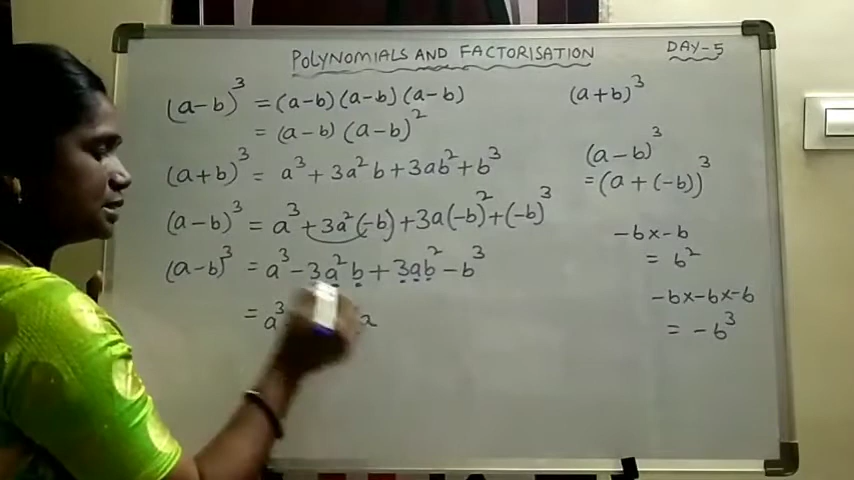 POLYNOMIALS AND FACTORISATION
DAY-5
(a-b)³ = (a-b)(a-b)(a-b)
= (a-b)(a-b)²
(a+b)³ = a³+3a²b+3ab²+b³
(a-b)³ = a³+3a²(-b)+3a(-b)²+(-b)³
(a-b)³ = a³-3a²b+3ab²-b³
= a³ a
(a+b)³
(a-b)³
=(a+(-b))³
-b×-b
= b²
-b×-b×-b
= -b³